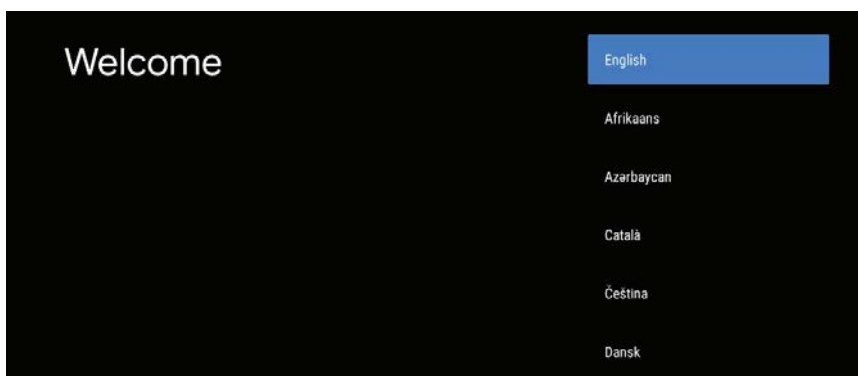 Welcome
English
Afrikaans
Azərbaycan
Català
Čeština
Dansk